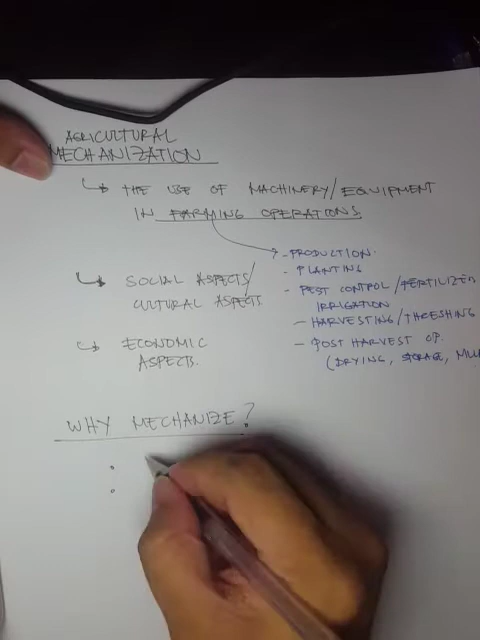 AGRICULTURAL
MECHANIZATION
THE USE OF MACHINERY/EQUIPMENT
IN FARMING OPERATIONS.
- PRODUCTION.
- PLANTING
- PEST CONTROL/FERTILIZER
IRRIGATION
- HARVESTING/THRESHING
- POST HARVEST OP.
(DRYING, STORAGE,
SOCIAL ASPECTS/
CULTURAL ASPECTS
ECONOMIC
ASPECTS.
WHY MECHANIZE?